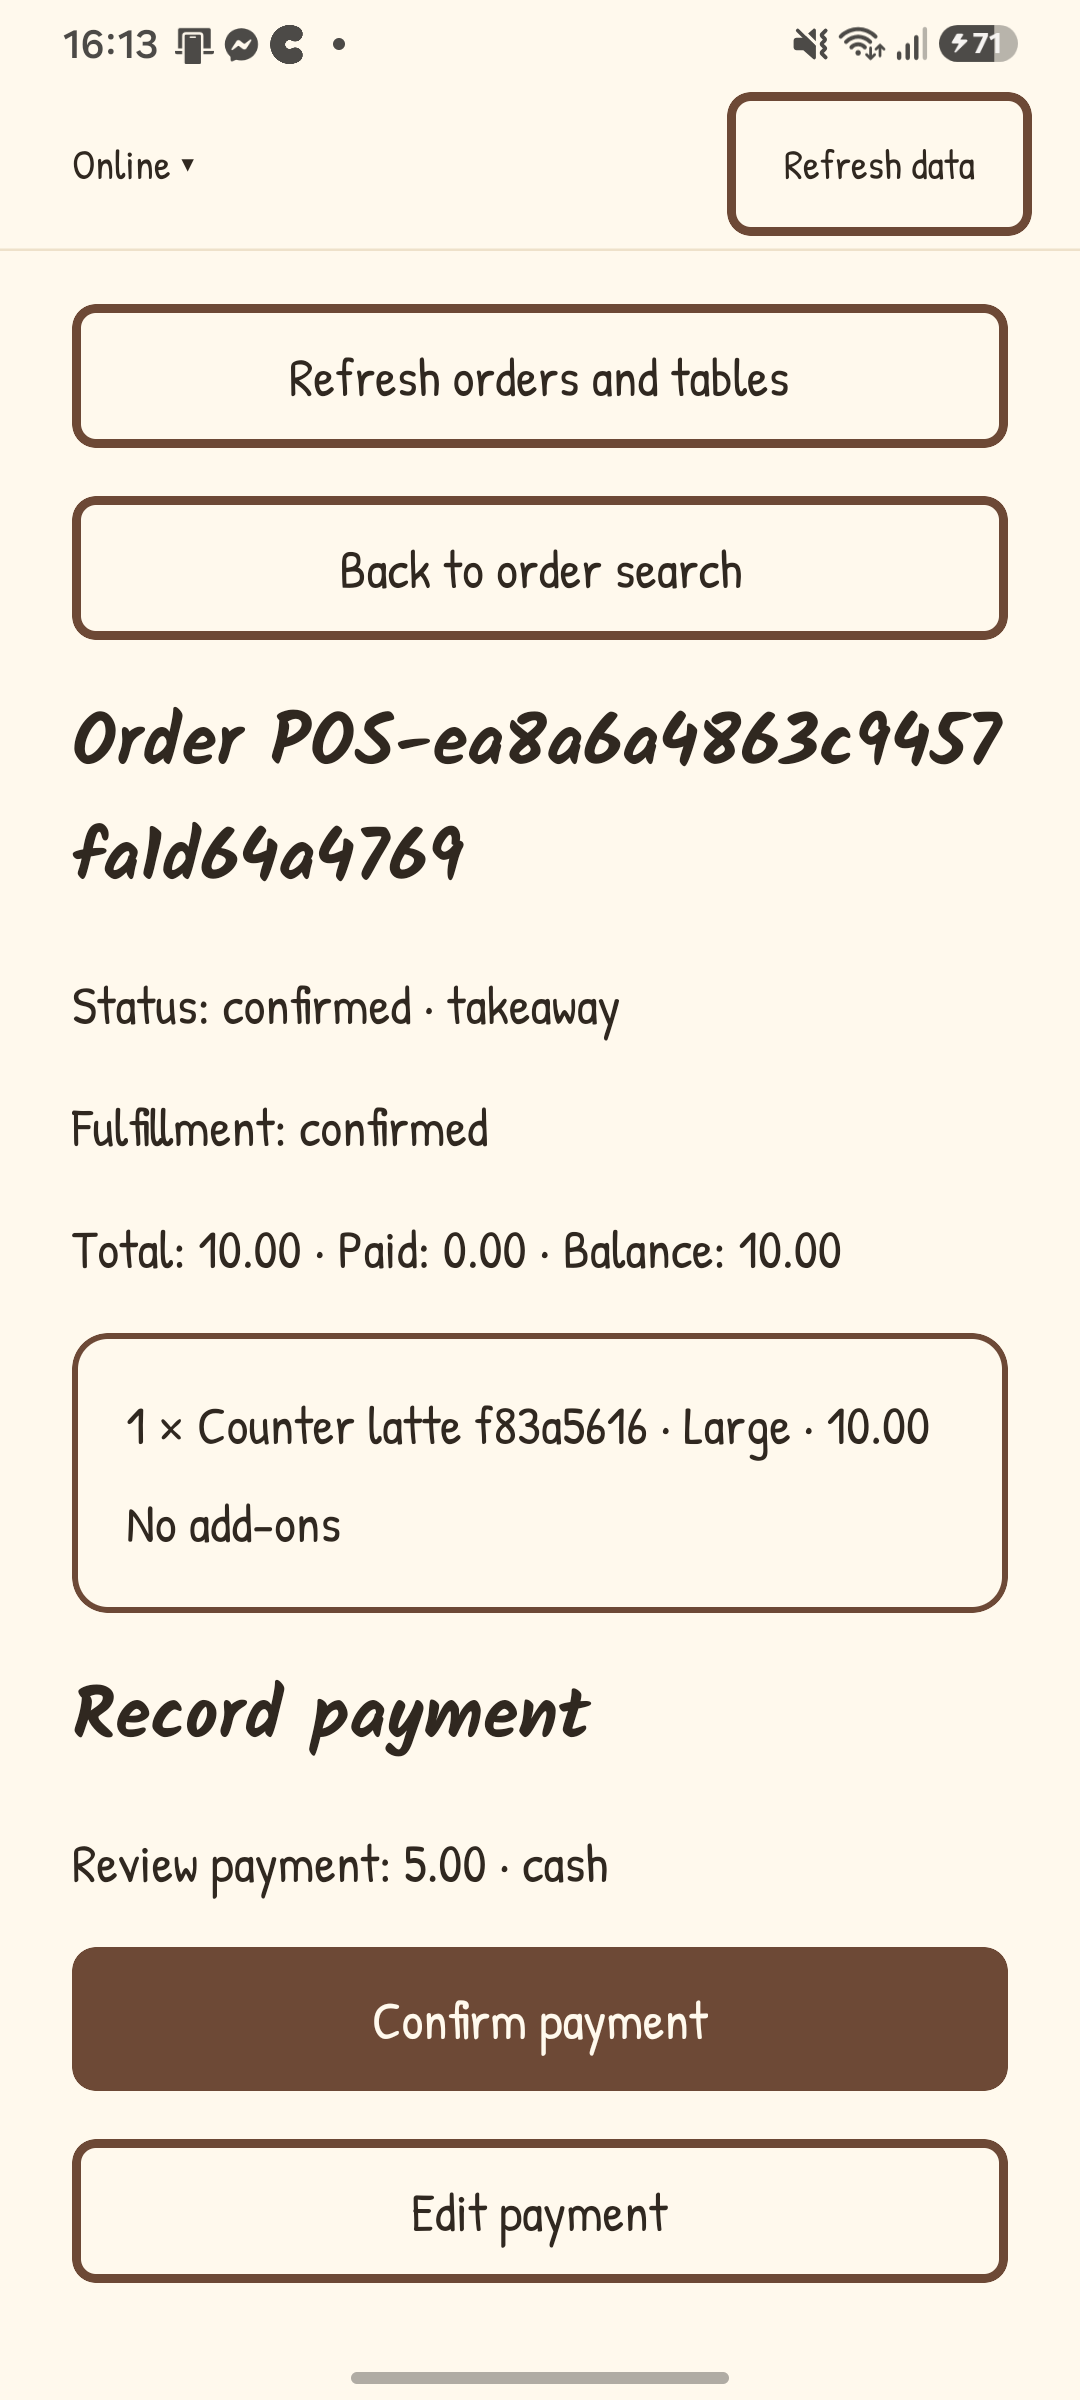 16:13
71
Online ▾
Refresh data
Refresh orders and tables
Back to order search
Order POS-ea8a6a4863c9457
fa1d64a4769
Status: confirmed · takeaway
Fulfillment: confirmed
Total: 10.00 · Paid: 0.00 · Balance: 10.00
1 × Counter latte f83a5616 · Large · 10.00
No add-ons
Record payment
Review payment: 5.00 · cash
Confirm payment
Edit payment